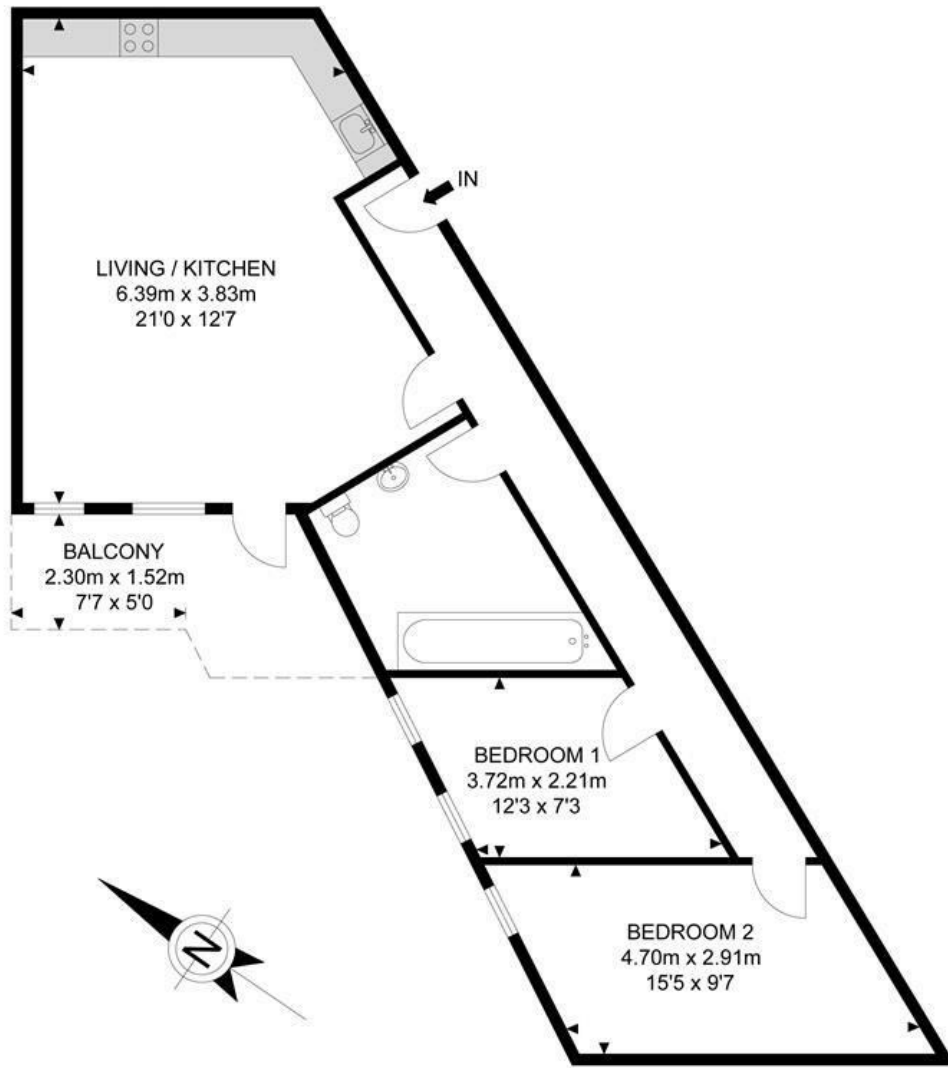 IN
LIVING / KITCHEN
6.39m x 3.83m
21'0 x 12'7
BALCONY
2.30m x 1.52m
7'7 x 5'0
BEDROOM 1
3.72m x 2.21m
12'3 x 7'3
BEDROOM 2
4.70m x 2.91m
15'5 x 9'7
N